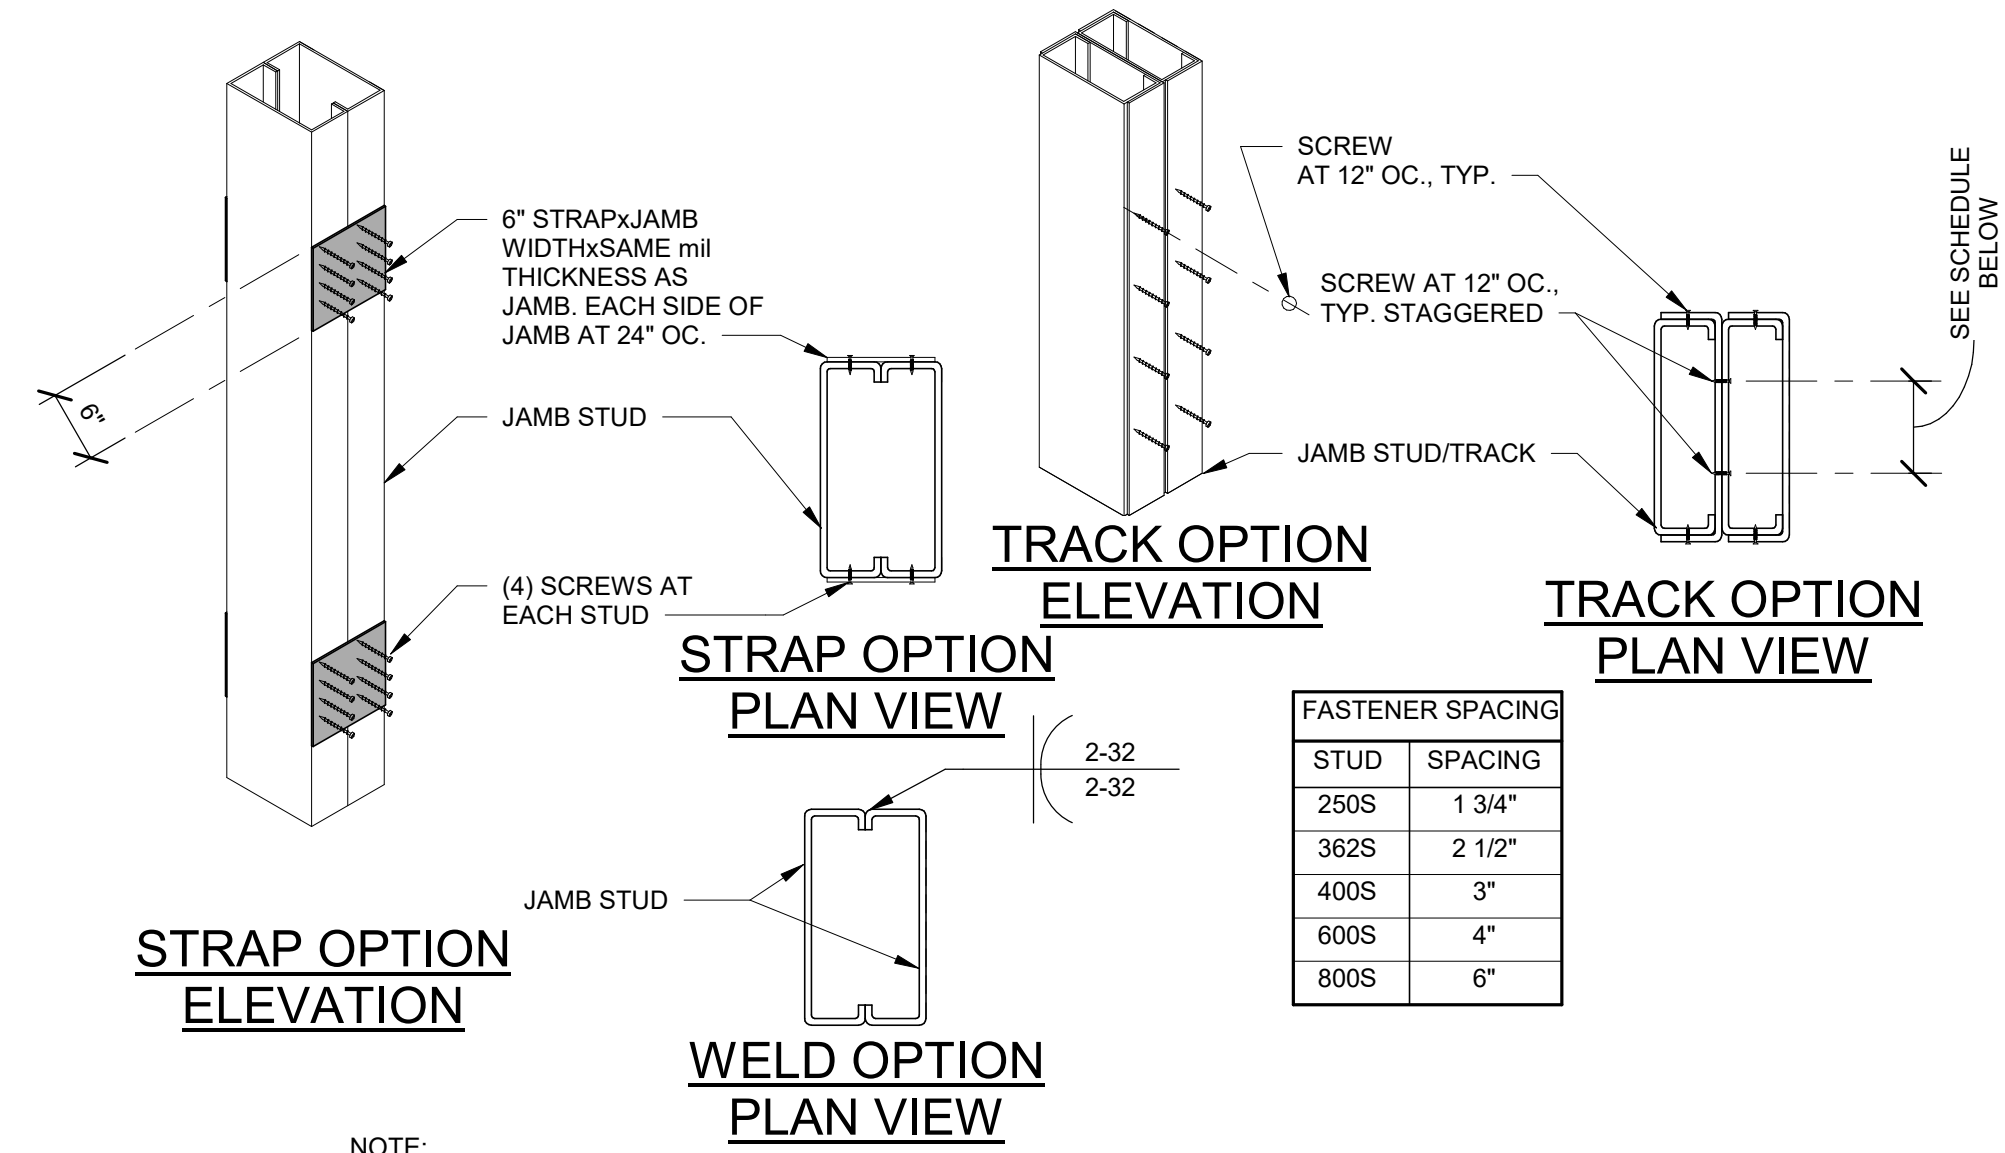 6" STRAPxJAMB
WIDTHxSAME mil
THICKNESS AS
JAMB. EACH SIDE OF
JAMB AT 24" OC.
6"
JAMB STUD
(4) SCREWS AT
EACH STUD
STRAP OPTION
ELEVATION
STRAP OPTION
PLAN VIEW
SCREW
AT 12" OC., TYP.
SCREW AT 12" OC.,
TYP. STAGGERED
JAMB STUD/TRACK
SEE SCHEDULE
BELOW
TRACK OPTION
ELEVATION
TRACK OPTION
PLAN VIEW
2-32
2-32
JAMB STUD
WELD OPTION
PLAN VIEW
FASTENER SPACING
STUD SPACING
250S 1 3/4"
362S 2 1/2"
400S 3"
600S 4"
800S 6"
NOTE: